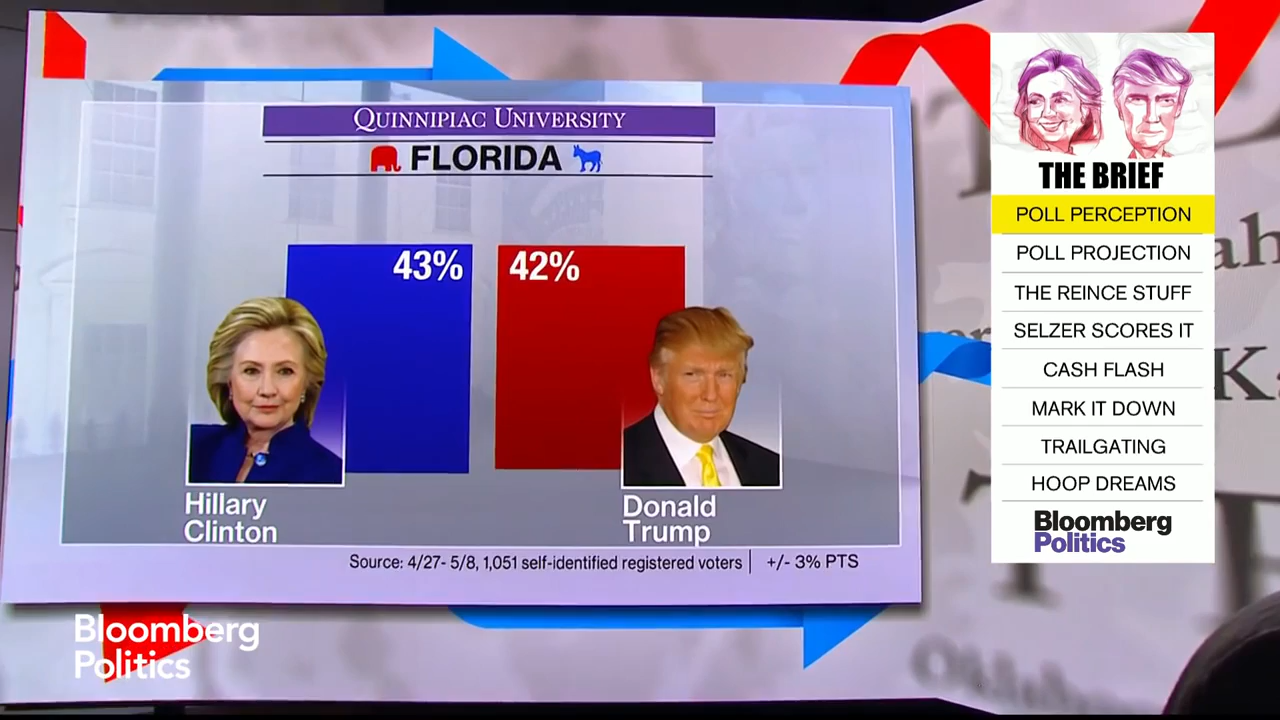 QUINNIPIAC UNIVERSITY
FLORIDA
43%
42%
Hillary
Clinton
Donald
Trump
Source: 4/27- 5/8, 1,051 self-identified registered voters
+/- 3% PTS
Bloomberg
Politics
THE BRIEF
POLL PERCEPTION
POLL PROJECTION
THE REINCE STUFF
SELZER SCORES IT
CASH FLASH
MARK IT DOWN
TRAILGATING
HOOP DREAMS
Bloomberg
Politics